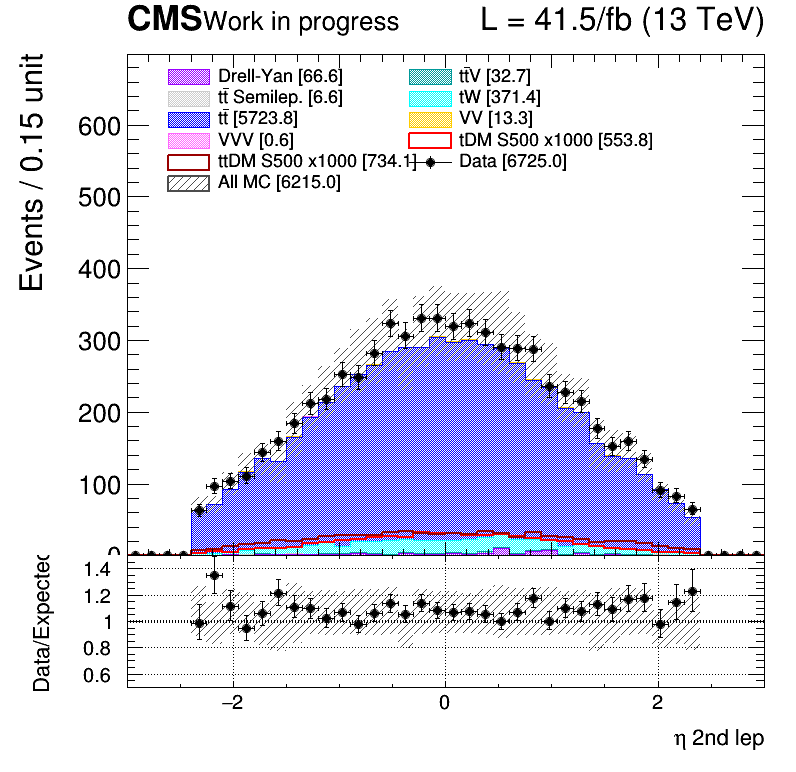 CMS Work in progress L = 41.5/fb (13 TeV)
Drell-Yan [66.6] tt̄V [32.7]
tt̄ Semilep. [6.6] tW [371.4]
tt̄ [5723.8] VV [13.3]
VVV [0.6] tDM S500 x1000 [553.8]
ttDM S500 x1000 [734.1] Data [6725.0]
All MC [6215.0]
Events / 0.15 unit
600
500
400
300
200
100
0
Data/Expected
1.4
1.2
1
0.8
0.6
−2 0 2
η 2nd lep